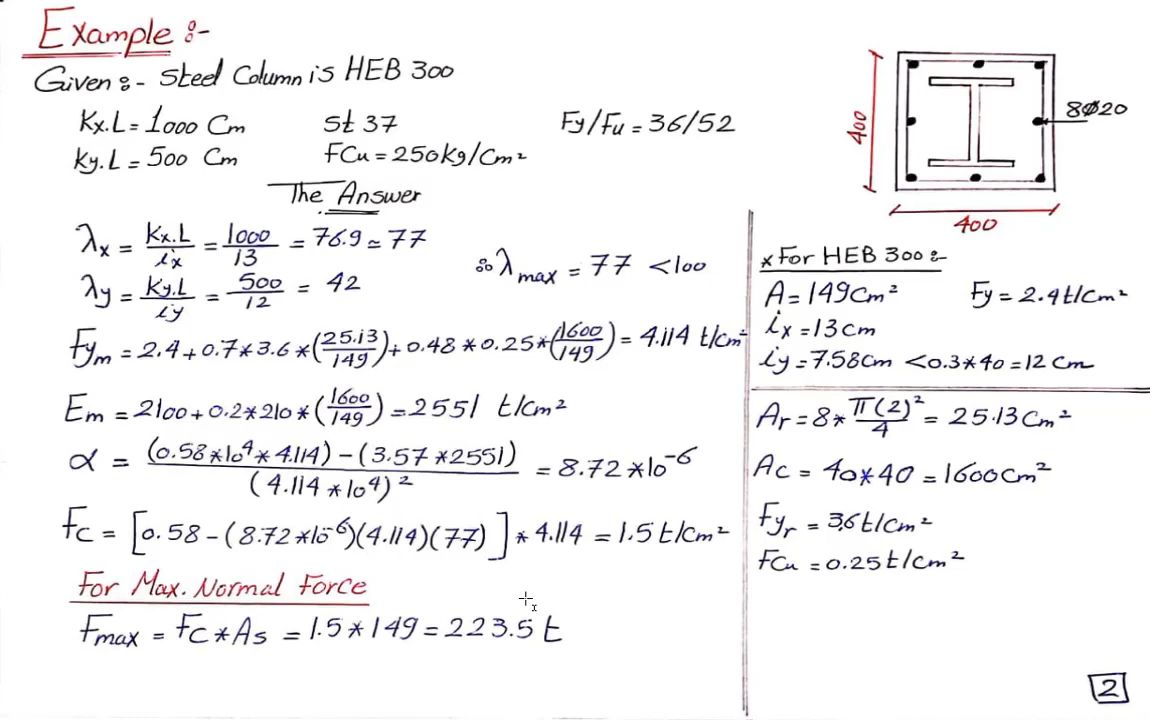 Example :-
Given :- Steel Column is HEB 300
Kx.L = 1000 Cm    St 37    Fy/Fu = 36/52
Ky.L = 500 Cm    FCu = 250 kg/Cm²
8Ø20
400
400
The Answer
λx = Kx.L/ix = 1000/13 = 76.9 ≃ 77
λy = Ky.L/iy = 500/12 = 42
∴ λmax = 77 < 100
Fym = 2.4 + 0.7 * 3.6 * (25.13/149) + 0.48 * 0.25 * (1600/149) = 4.114 t/cm²
Em = 2100 + 0.2 * 210 * (1600/149) = 2551 t/cm²
α = (0.58 * 10⁴ * 4.114) - (3.57 * 2551) / (4.114 * 10⁴)² = 8.72 * 10⁻⁶
Fc = [0.58 - (8.72 * 10⁻⁶)(4.114)(77)] * 4.114 = 1.5 t/cm²
For Max. Normal Force
Fmax = Fc * As = 1.5 * 149 = 223.5 t
* For HEB 300 :-
A = 149 Cm²    Fy = 2.4 t/cm²
ix = 13 cm
iy = 7.58 cm < 0.3 * 40 = 12 Cm
Ar = 8 * π(2)²/4 = 25.13 Cm²
Ac = 40 * 40 = 1600 cm²
Fyr = 3.6 t/cm²
FCu = 0.25 t/cm²
2